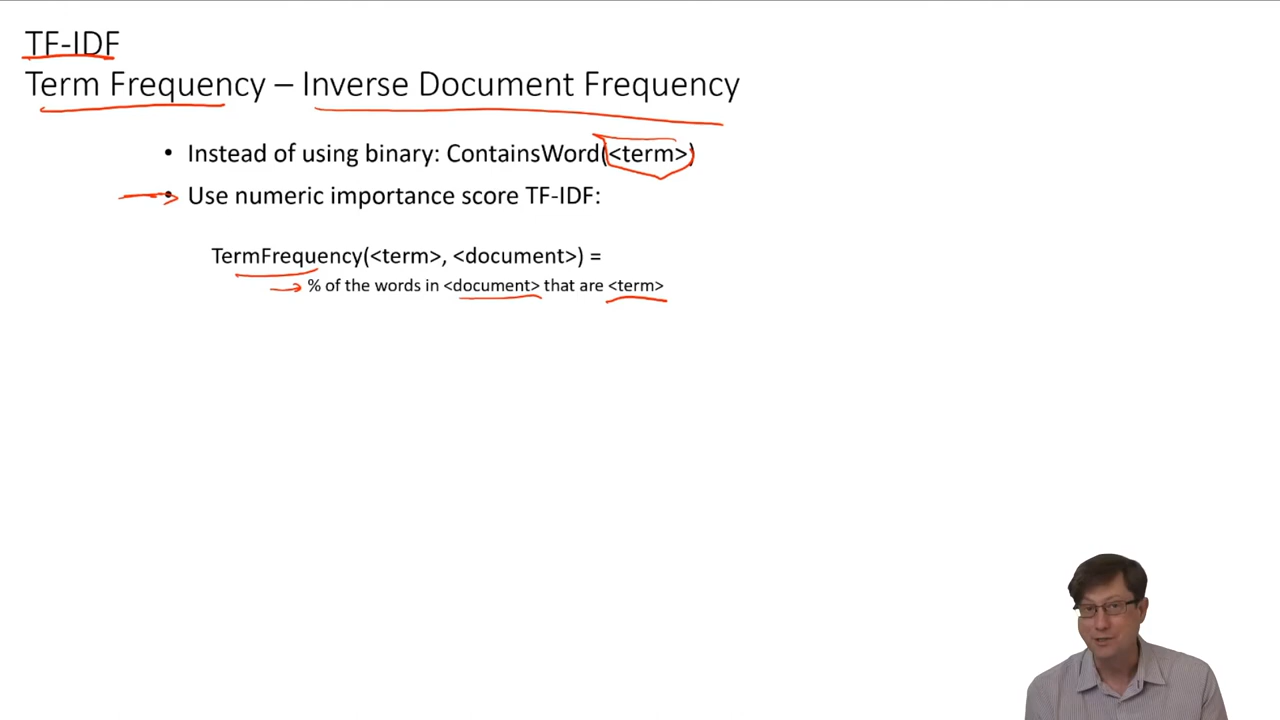 TF-IDF
Term Frequency – Inverse Document Frequency
• Instead of using binary: ContainsWord(<term>)
• Use numeric importance score TF-IDF:
TermFrequency(<term>, <document>) =
% of the words in <document> that are <term>